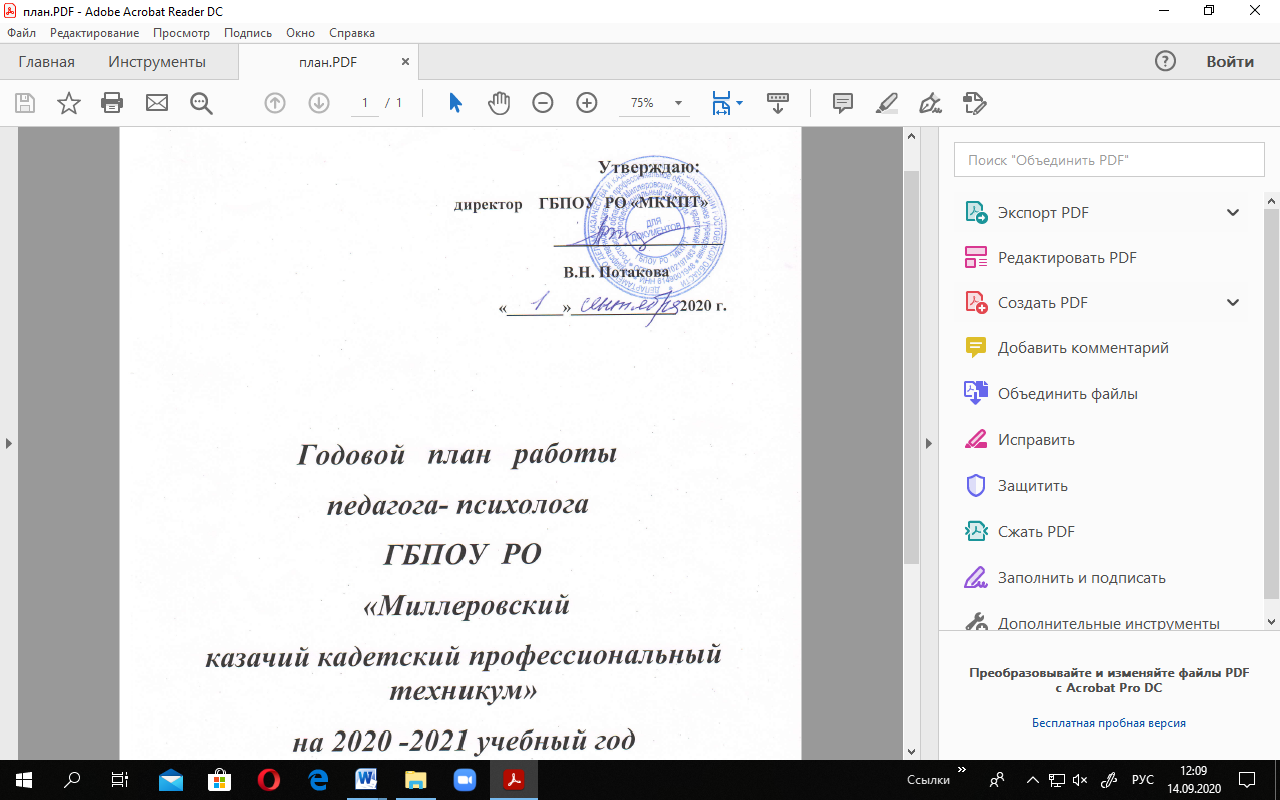 план.PDF - Adobe Acrobat Reader DC
Файл Редактирование Просмотр Подпись Окно Справка
Главная Инструменты план.PDF Войти
1 / 1 75%
Утверждаю:
директор ГБПОУ РО «МККПТ»
ДЛЯ
ДОКУМЕНТОВ
В.Н. Потакова
« 1 » сентября 2020 г.
Годовой план работы
педагога- психолога
ГБПОУ РО
«Миллеровский
казачий кадетский профессиональный
техникум»
на 2020 -2021 учебный год
Поиск "Объединить PDF"
Экспорт PDF
Редактировать PDF
Создать PDF
Добавить комментарий
Объединить файлы
Исправить
Защитить
Сжать PDF
Заполнить и подписать
Дополнительные инструменты
Преобразовывайте и изменяйте файлы PDF
с Acrobat Pro DC
Бесплатная пробная версия
Ссылки » РУС 12:09
14.09.2020